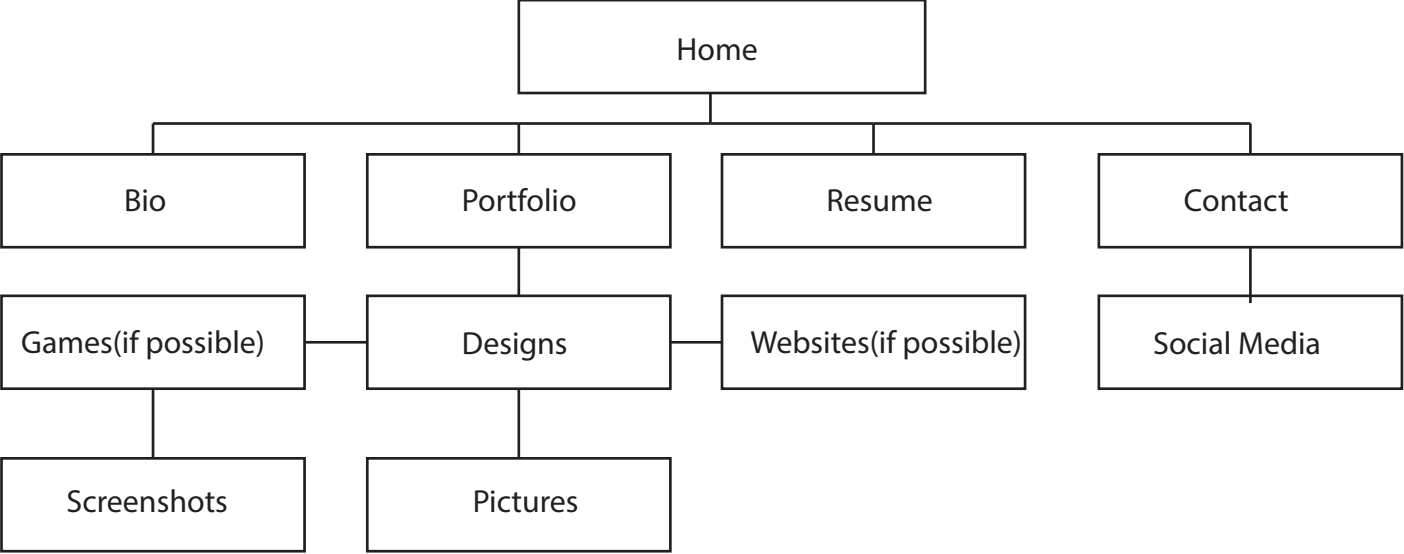 Home
Bio
Portfolio
Resume
Contact
Games(if possible)
Designs
Websites(if possible)
Social Media
Screenshots
Pictures